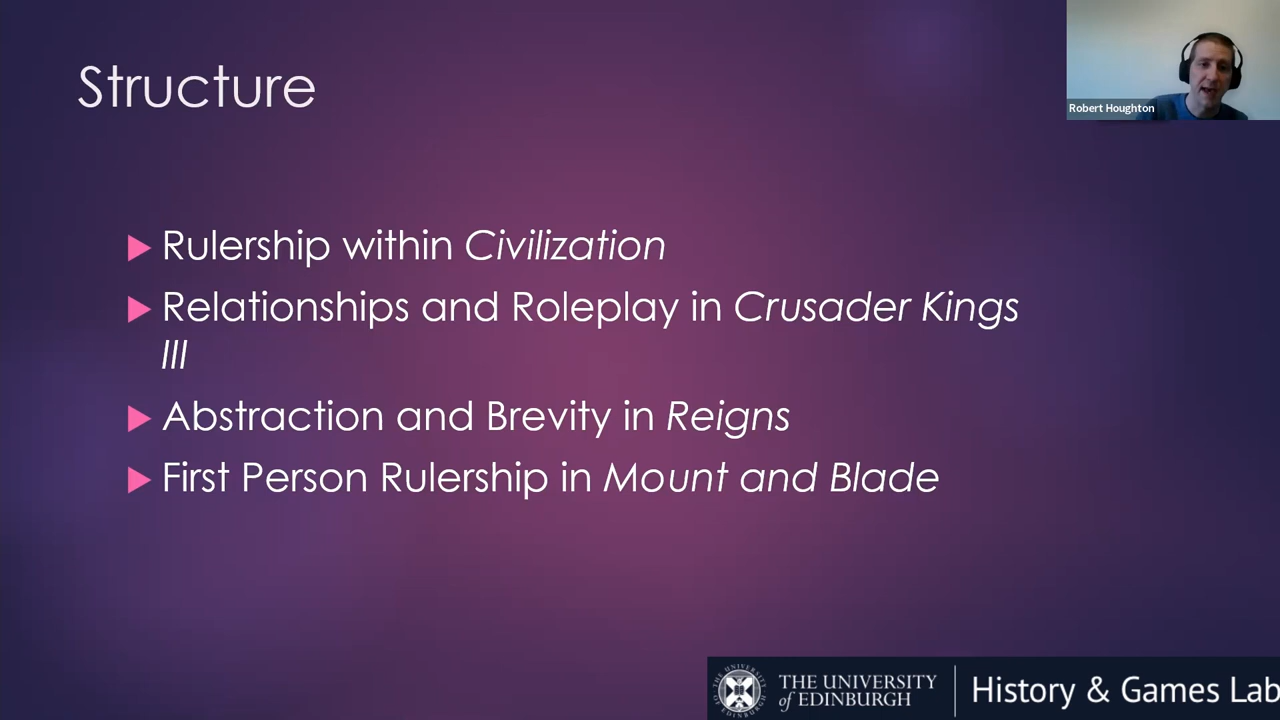 Structure
Robert Houghton
Rulership within Civilization
Relationships and Roleplay in Crusader Kings
III
Abstraction and Brevity in Reigns
First Person Rulership in Mount and Blade
THE UNIVERSITY
of EDINBURGH
History & Games Lab